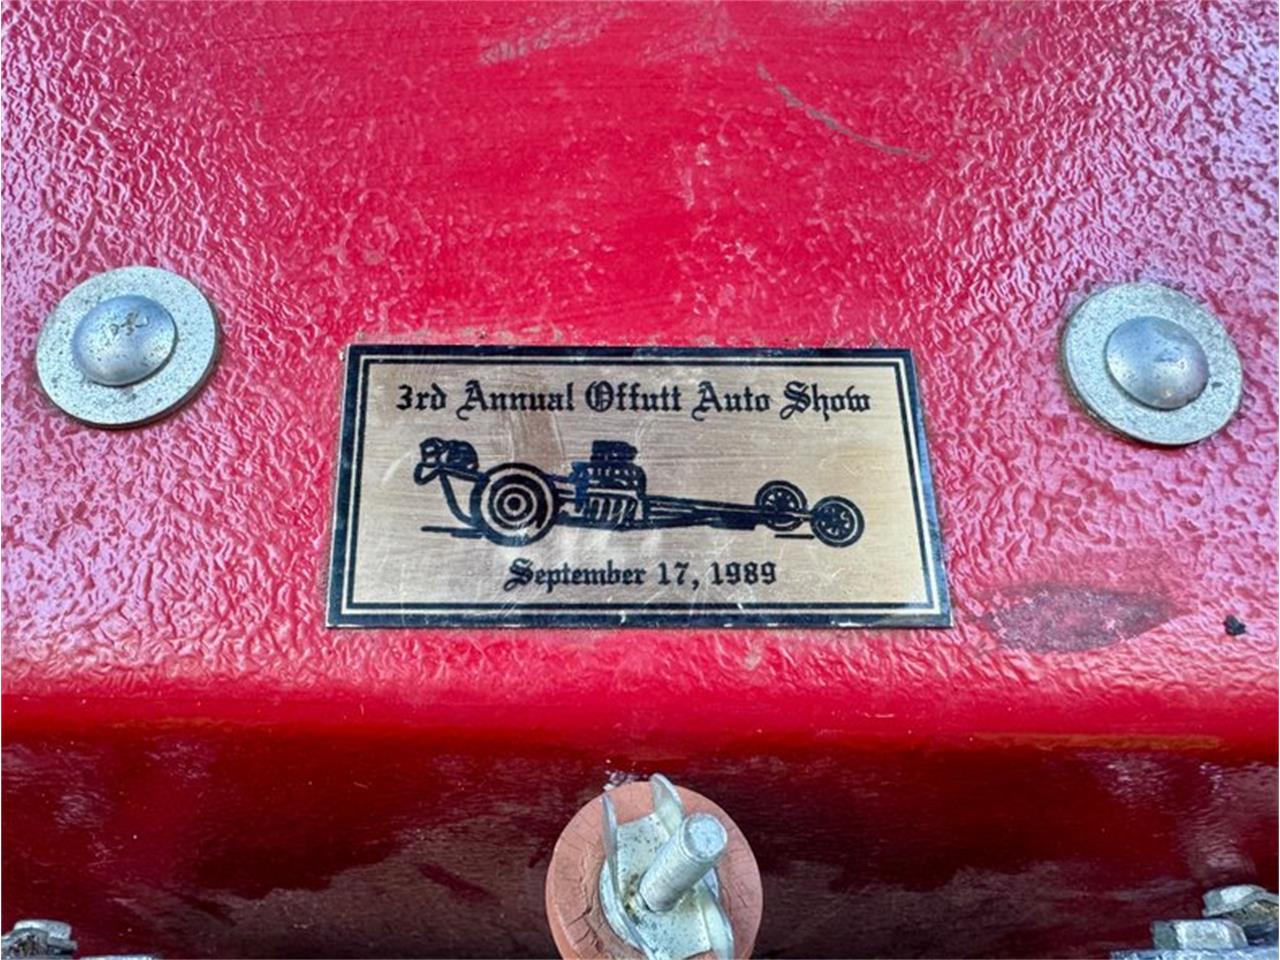 3rd Annual Offutt Auto Show
September 17, 1989